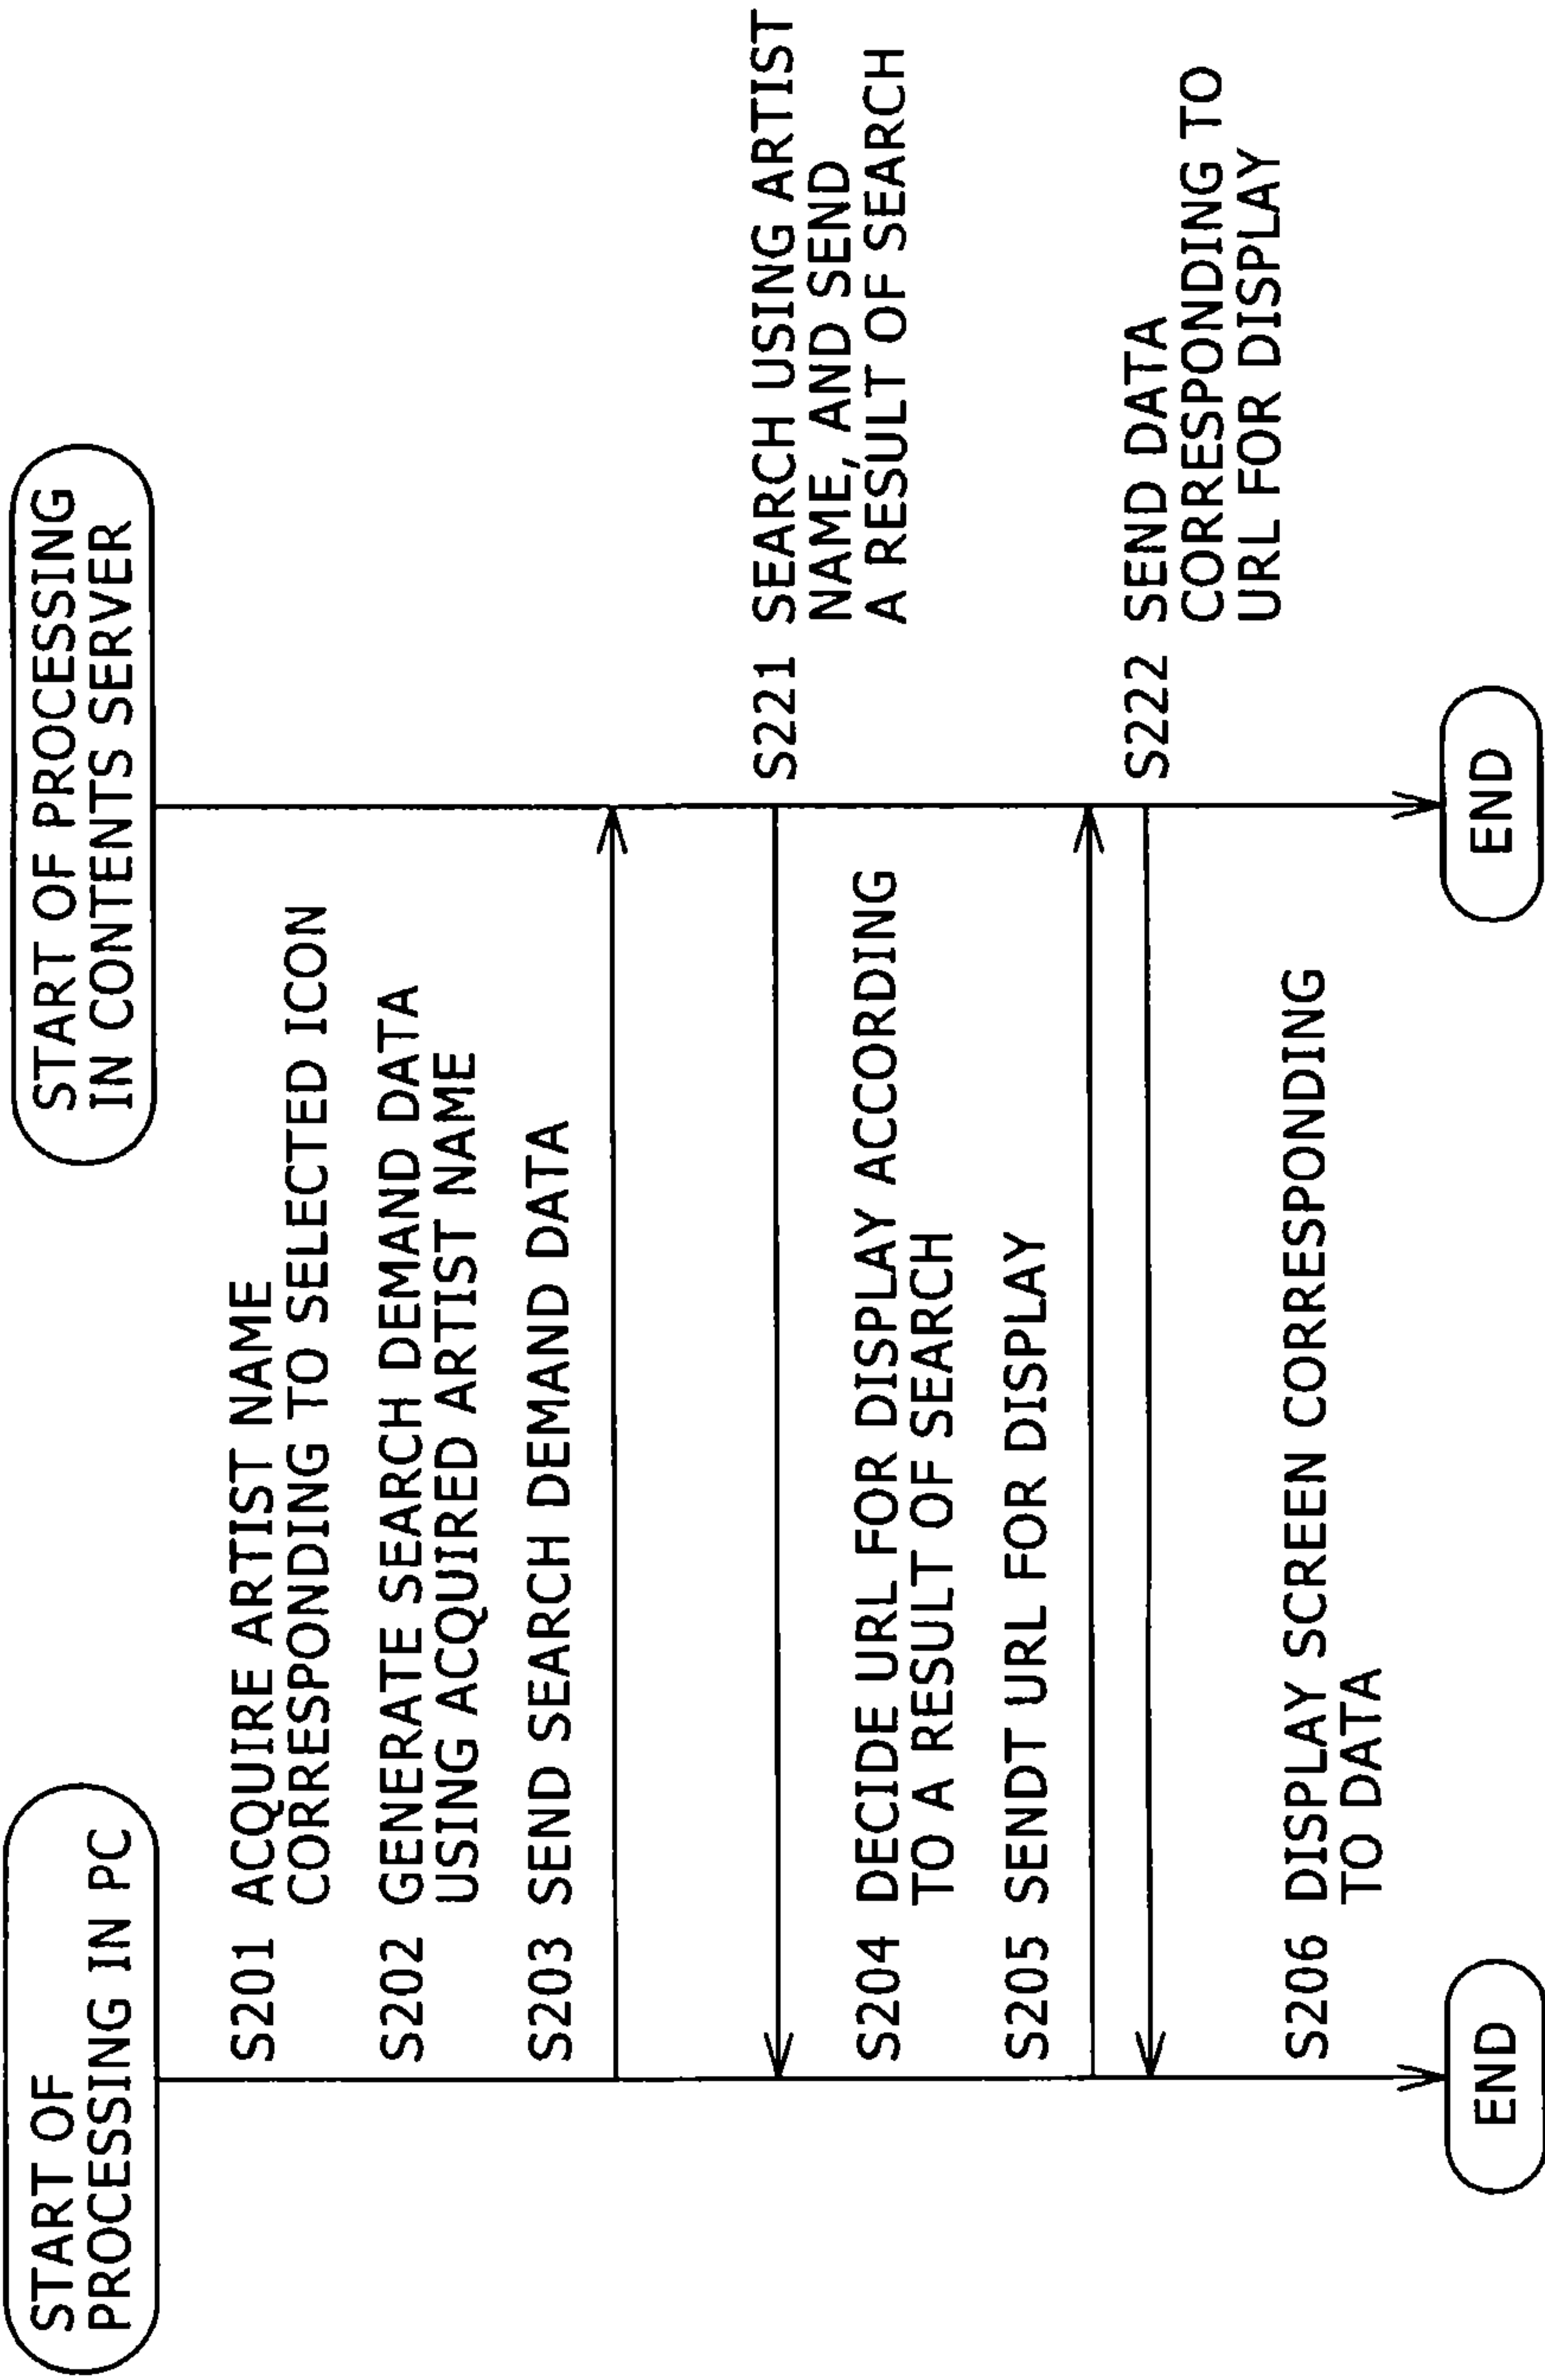 START OF
PROCESSING IN PC
START OF PROCESSING
IN CONTENTS SERVER
S201 ACQUIRE ARTIST NAME
CORRESPONDING TO SELECTED ICON
S202 GENERATE SEARCH DEMAND DATA
USING ACQUIRED ARTIST NAME
S203 SEND SEARCH DEMAND DATA
S221 SEARCH USING ARTIST
NAME, AND SEND
A RESULT OF SEARCH
S204 DECIDE URL FOR DISPLAY ACCORDING
TO A RESULT OF SEARCH
S205 SENDT URL FOR DISPLAY
S222 SEND DATA
CORRESPONDING TO
URL FOR DISPLAY
S206 DISPLAY SCREEN CORRESPONDING
TO DATA
END
END